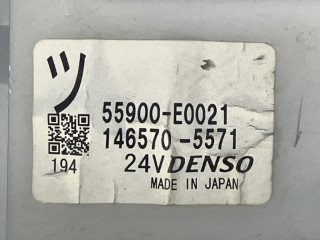 ツ
55900-E0021
146570-5571
194
24V DENSO
MADE IN JAPAN